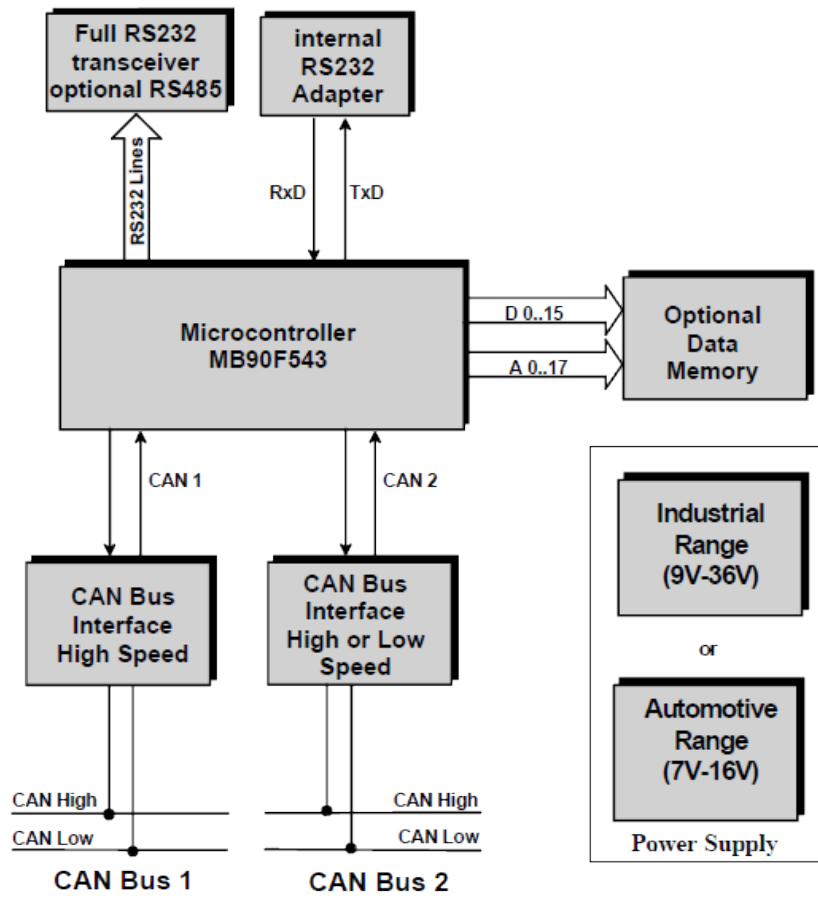 Full RS232
transceiver
optional RS485
internal
RS232
Adapter
RS232 Lines
RxD
TxD
Microcontroller
MB90F543
D 0..15
A 0..17
Optional
Data
Memory
CAN 1
CAN 2
CAN Bus
Interface
High Speed
CAN Bus
Interface
High or Low
Speed
Industrial
Range
(9V-36V)
or
Automotive
Range
(7V-16V)
Power Supply
CAN High
CAN Low
CAN High
CAN Low
CAN Bus 1
CAN Bus 2